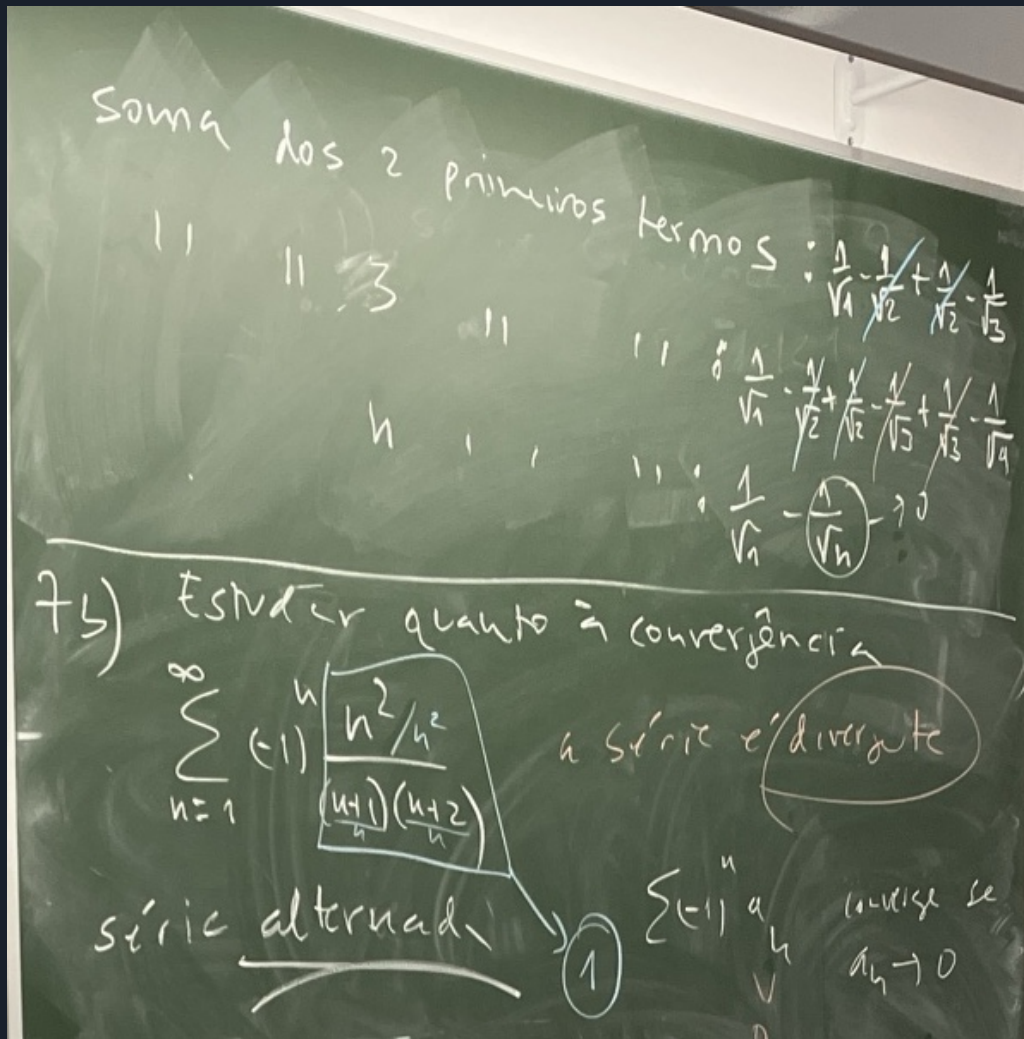 Soma dos 2 primeiros termos : 1/√1 - 1/√2 + 1/√2 - 1/√3
" " 3 " " : 1/√1 - 1/√2 + 1/√2 - 1/√3 + 1/√3 - 1/√4
n , , " : 1/√1 - 1/√n → 0
7b) Estudar quanto à convergência
∞
Σ (-1)^n (n²/n²) / ((n+1)/n)((n+2)/n)
n=1
a série é divergente
série alternada
1
Σ(-1)^n a_n converge se
a_n → 0